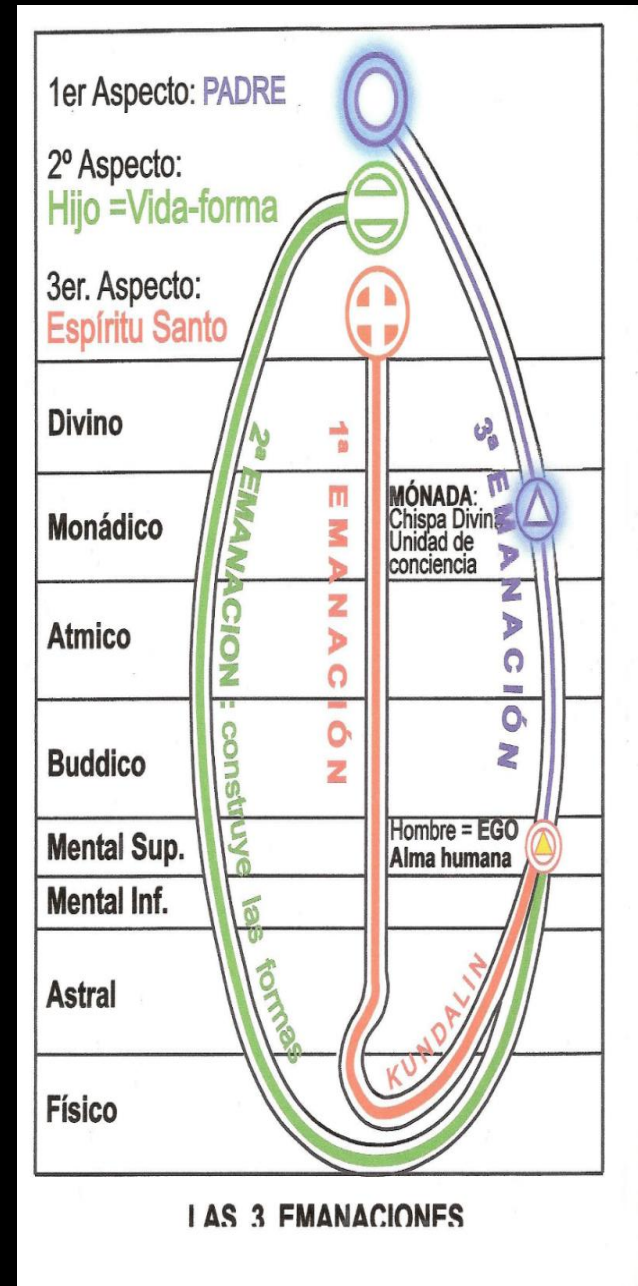 1er Aspecto: PADRE
2º Aspecto:
Hijo =Vida-forma
3er. Aspecto:
Espíritu Santo
Divino
Monádico
Atmico
Buddico
Mental Sup.
Mental Inf.
Astral
Físico
2ª EMANACION : construye las formas
1ª EMANACIÓN
3ª EMANACIÓN
MÓNADA:
Chispa Divina
Unidad de
conciencia
Hombre = EGO
Alma humana
KUNDALIN
LAS 3 EMANACIONES